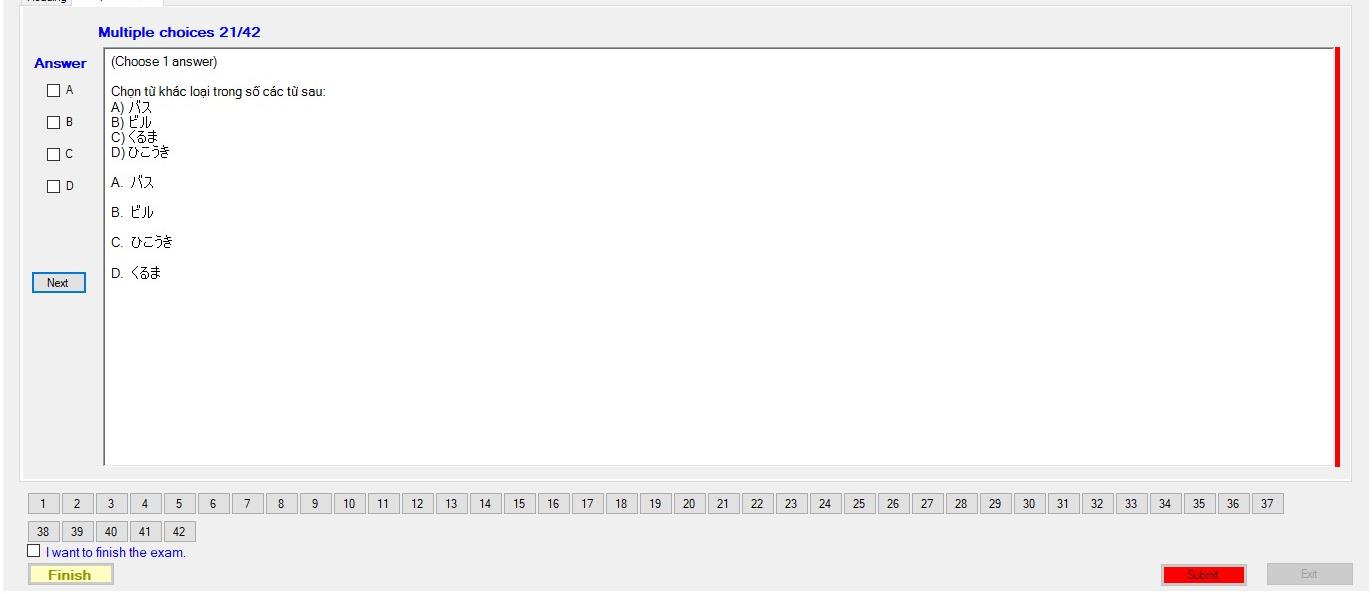 Multiple choices 21/42
Answer
A
B
C
D
Next
(Choose 1 answer)
Chọn từ khác loại trong số các từ sau:
A) バス
B) ビル
C) くるま
D) ひこうき
A. バス
B. ビル
C. ひこうき
D. くるま
1 2 3 4 5 6 7 8 9 10 11 12 13 14 15 16 17 18 19 20 21 22 23 24 25 26 27 28 29 30 31 32 33 34 35 36 37
38 39 40 41 42
I want to finish the exam.
Finish
Submit
Exit